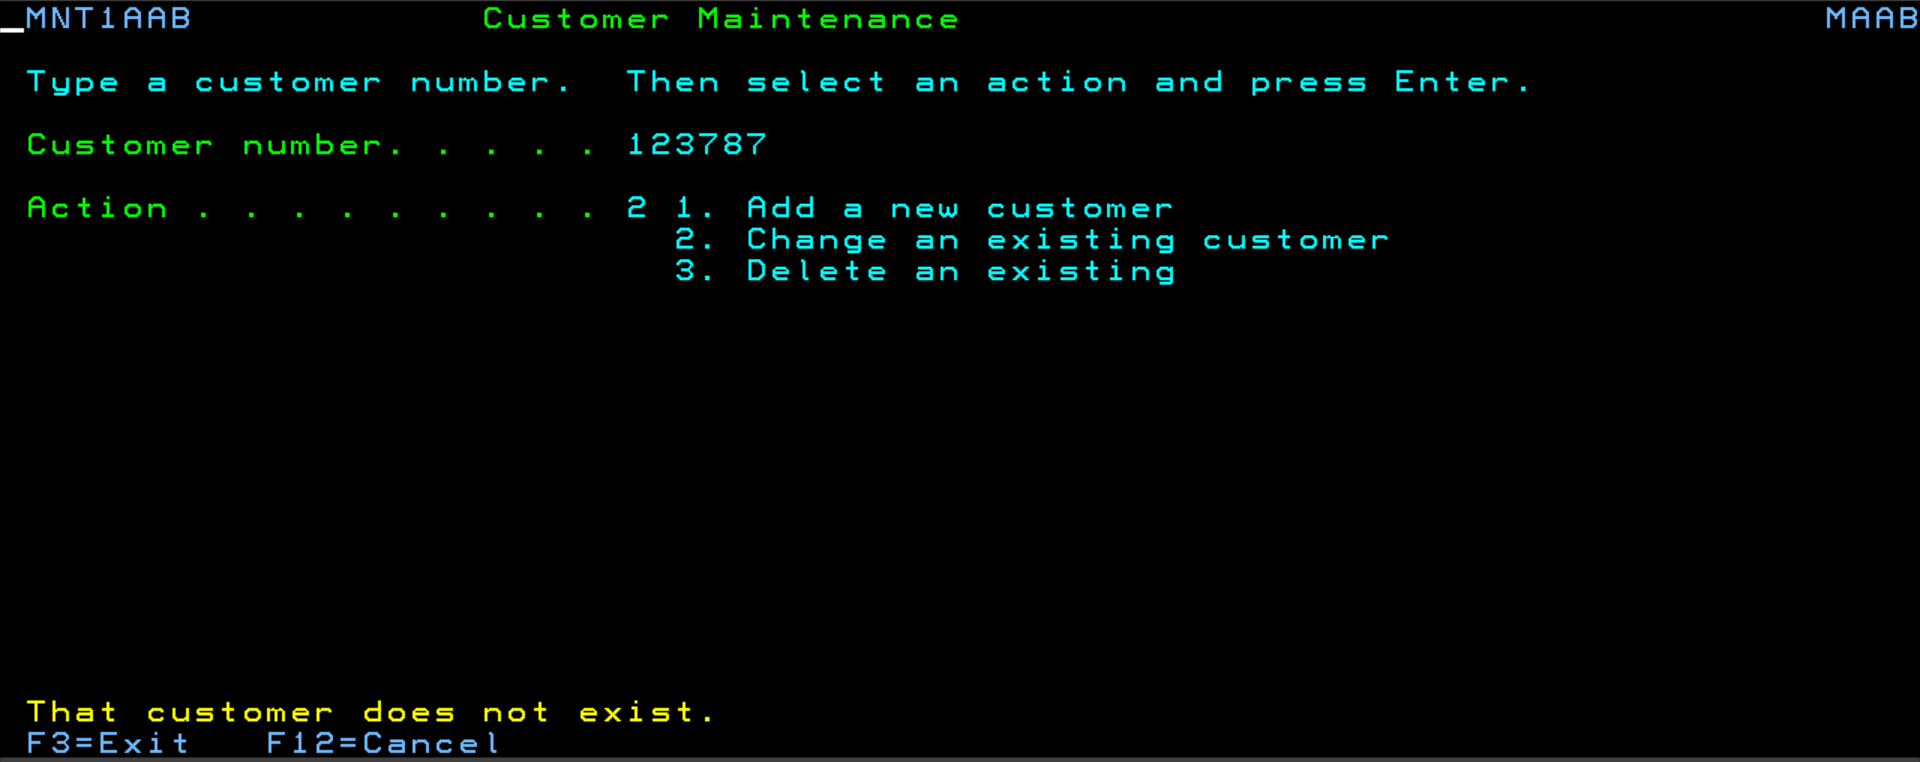 MNT1AAB Customer Maintenance MAAB
Type a customer number. Then select an action and press Enter.
Customer number. . . . . 123787
Action . . . . . . . . . 2 1. Add a new customer
2. Change an existing customer
3. Delete an existing
That customer does not exist.
F3=Exit F12=Cancel